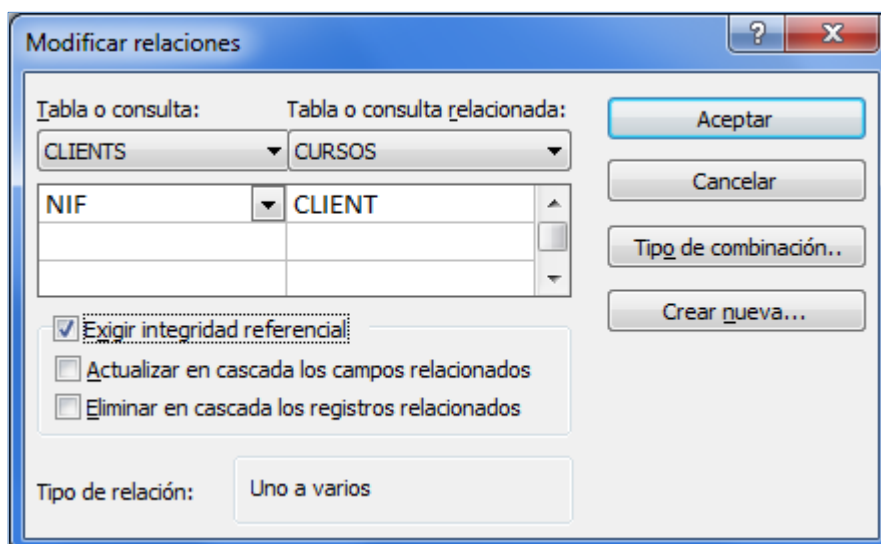 Modificar relaciones
Tabla o consulta:
Tabla o consulta relacionada:
CLIENTS
CURSOS
NIF
CLIENT
Exigir integridad referencial
Actualizar en cascada los campos relacionados
Eliminar en cascada los registros relacionados
Tipo de relación:
Uno a varios
Aceptar
Cancelar
Tipo de combinación..
Crear nueva...